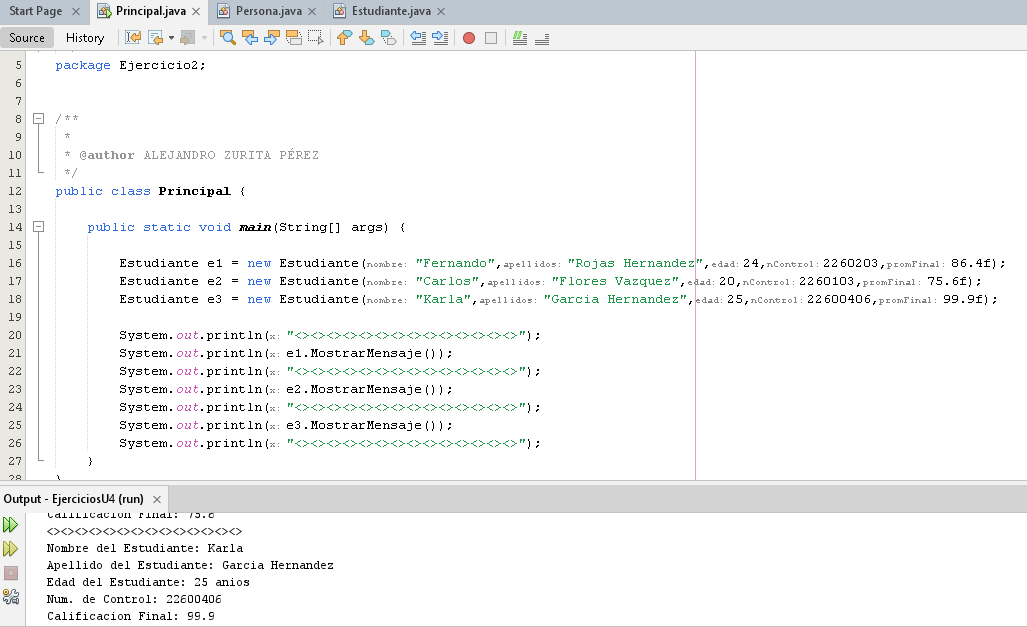 Start Page × Principal.java × Persona.java × Estudiante.java ×
Source History
5 package Ejercicio2;
6
7
8 /**
9 *
10 * @author ALEJANDRO ZURITA PÉREZ
11 */
12 public class Principal {
13
14 public static void main(String[] args) {
15
16 Estudiante e1 = new Estudiante(nombre: "Fernando",apellidos: "Rojas Hernandez",edad: 24,nControl: 2260203,promFinal: 86.4f);
17 Estudiante e2 = new Estudiante(nombre: "Carlos",apellidos: "Flores Vazquez",edad: 20,nControl: 2260103,promFinal: 75.6f);
18 Estudiante e3 = new Estudiante(nombre: "Karla",apellidos: "Garcia Hernandez",edad: 25,nControl: 22600406,promFinal: 99.9f);
19
20 System.out.println(x: "<><><><><><><><><><><><><><>");
21 System.out.println(x: e1.MostrarMensaje());
22 System.out.println(x: "<><><><><><><><><><><><><><>");
23 System.out.println(x: e2.MostrarMensaje());
24 System.out.println(x: "<><><><><><><><><><><><><><>");
25 System.out.println(x: e3.MostrarMensaje());
26 System.out.println(x: "<><><><><><><><><><><><><><>");
27 }
28 }
Output - EjerciciosU4 (run) ×
Calificacion Final: 75.6
<><><><><><><><><><><><><><>
Nombre del Estudiante: Karla
Apellido del Estudiante: Garcia Hernandez
Edad del Estudiante: 25 anios
Num. de Control: 22600406
Calificacion Final: 99.9